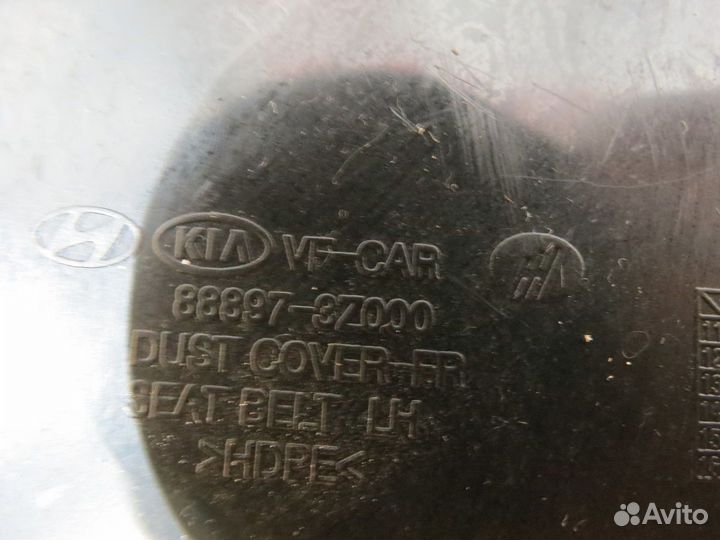 KIA VF-CAR
88897-3Z000
DUST COVER-FR
SEAT BELT LH
>HDPE<
Avito